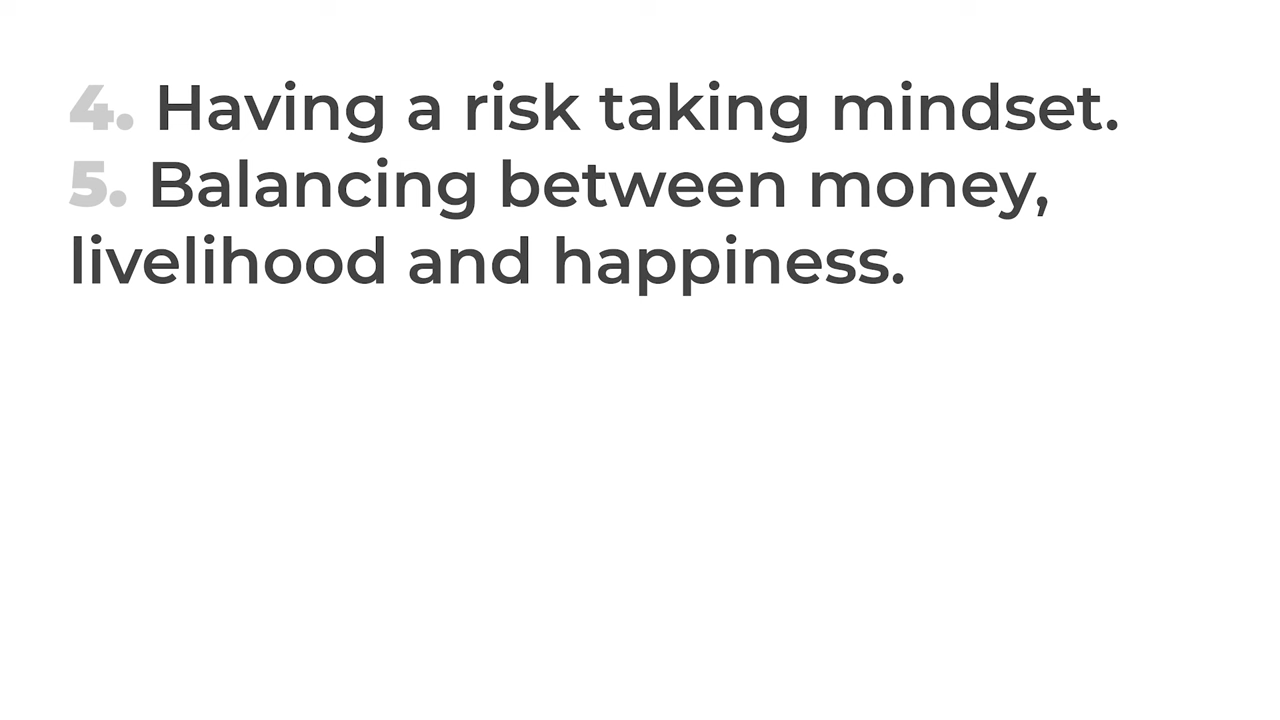 4. Having a risk taking mindset.
5. Balancing between money,
livelihood and happiness.